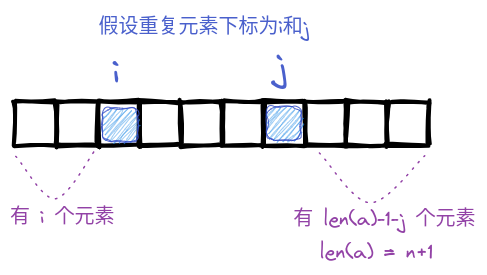 假设重复元素下标为i和j
i
j
有 i 个元素
有 len(a)-1-j 个元素
len(a) = n+1